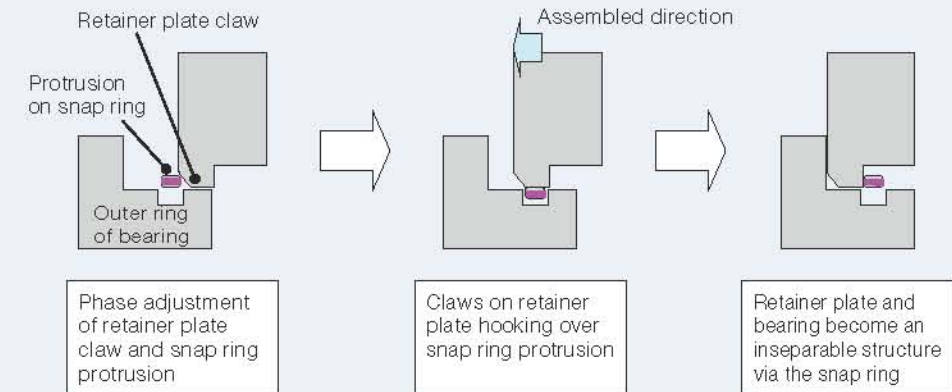 Retainer plate claw
Assembled direction
Protrusion
on snap ring
Outer ring
of bearing
Phase adjustment
of retainer plate
claw and snap ring
protrusion
Claws on retainer
plate hooking over
snap ring protrusion
Retainer plate and
bearing become an
inseparable structure
via the snap ring